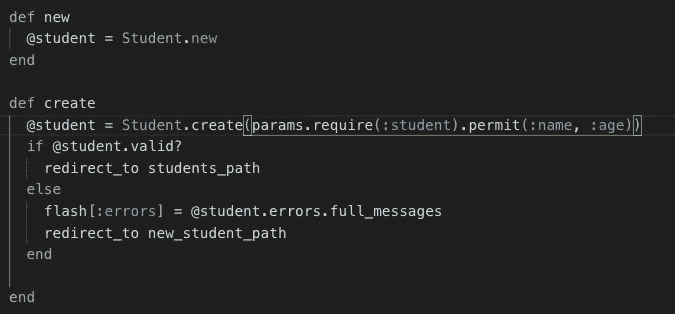 def new
  @student = Student.new
end

def create
  @student = Student.create(params.require(:student).permit(:name, :age))
  if @student.valid?
    redirect_to students_path
  else
    flash[:errors] = @student.errors.full_messages
    redirect_to new_student_path
  end

end